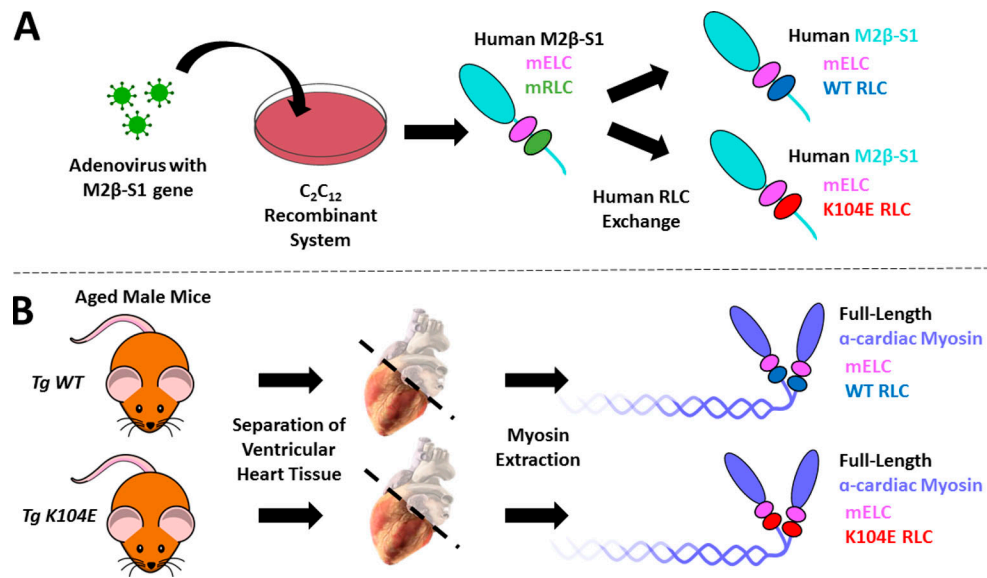 A
Adenovirus with
M2β-S1 gene
C₂C₁₂
Recombinant
System
Human M2β-S1
mELC
mRLC
Human RLC
Exchange
Human M2β-S1
mELC
WT RLC
Human M2β-S1
mELC
K104E RLC
B
Aged Male Mice
Tg WT
Tg K104E
Separation of
Ventricular
Heart Tissue
Myosin
Extraction
Full-Length
α-cardiac Myosin
mELC
WT RLC
Full-Length
α-cardiac Myosin
mELC
K104E RLC